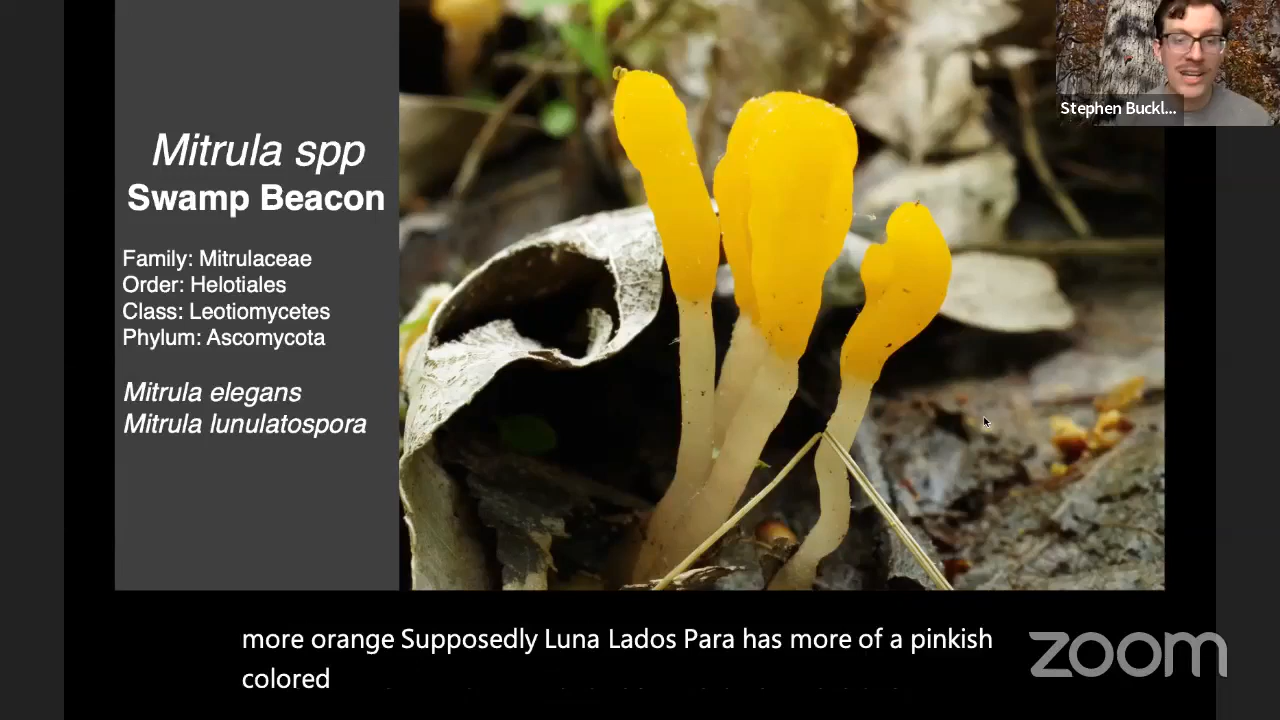 Mitrula spp
Swamp Beacon
Family: Mitrulaceae
Order: Helotiales
Class: Leotiomycetes
Phylum: Ascomycota
Mitrula elegans
Mitrula lunulatospora
Stephen Buckl...
more orange Supposedly Luna Lados Para has more of a pinkish
colored
zoom